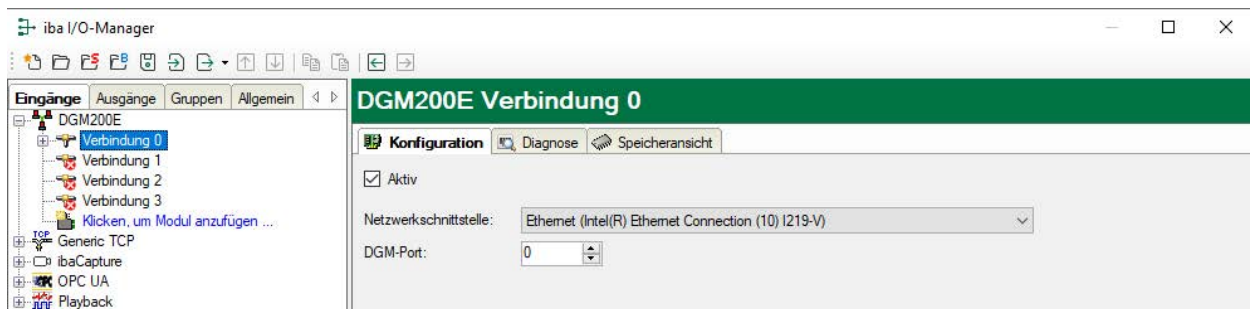 iba I/O-Manager
Eingänge Ausgänge Gruppen Allgemein
DGM200E
Verbindung 0
Verbindung 1
Verbindung 2
Verbindung 3
Klicken, um Modul anzufügen ...
TCP Generic TCP
ibaCapture
OPC UA
Playback
DGM200E Verbindung 0
Konfiguration Diagnose Speicheransicht
Aktiv
Netzwerkschnittstelle: Ethernet (Intel(R) Ethernet Connection (10) I219-V)
DGM-Port: 0